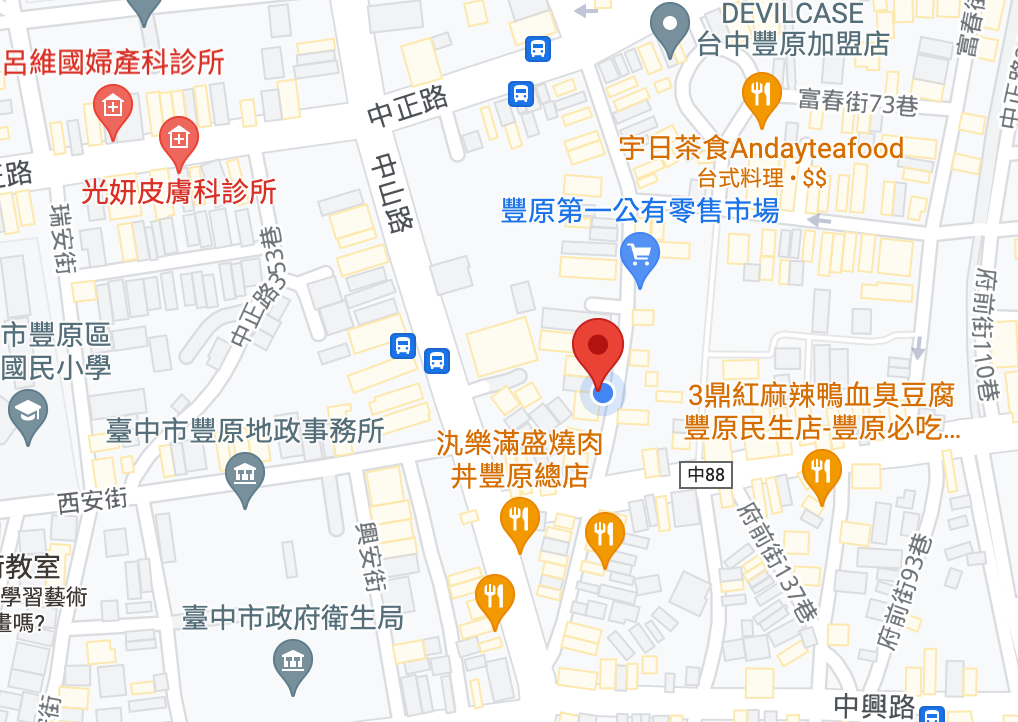 DEVILCASE
台中豐原加盟店
呂維國婦產科診所
中正路
富春街73巷
宇日茶食Andayteafood
台式料理・$$
正路
光妍皮膚科診所
中山路
豐原第一公有零售市場
瑞安街
中正路353巷
府前街110巷
市豐原區
國民小學
3鼎紅麻辣鴨血臭豆腐
豐原民生店-豐原必吃...
臺中市豐原地政事務所
氿樂滿盛燒肉
丼豐原總店
中88
西安街
興安街
府前街137巷
府前街93巷
教室
學習藝術
畫嗎?
臺中市政府衛生局
中興路
街